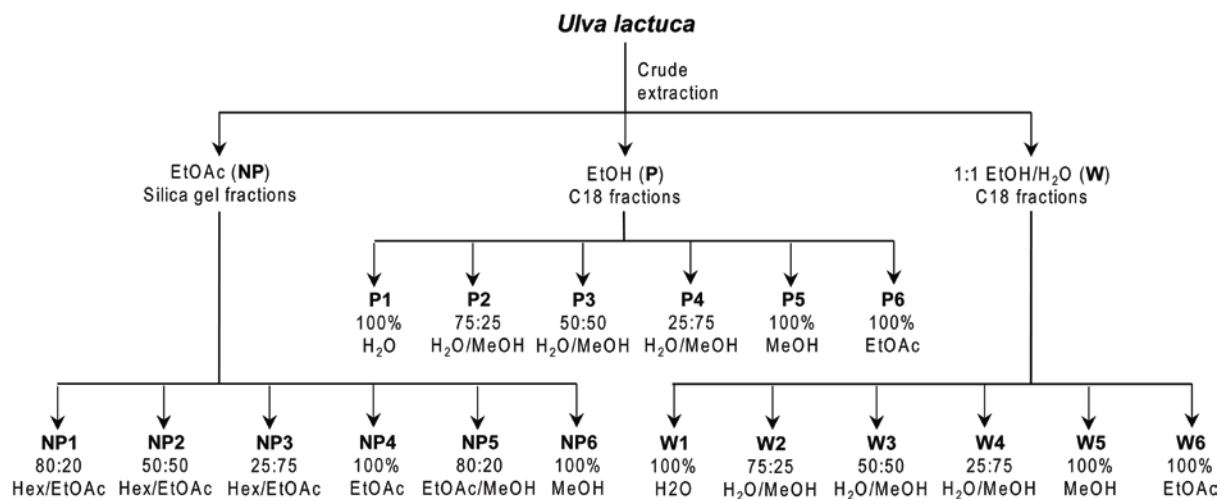 Ulva lactuca
Crude
extraction
EtOAc (NP)
Silica gel fractions
EtOH (P)
C18 fractions
1:1 EtOH/H₂O (W)
C18 fractions
P1
100%
H₂O
P2
75:25
H₂O/MeOH
P3
50:50
H₂O/MeOH
P4
25:75
H₂O/MeOH
P5
100%
MeOH
P6
100%
EtOAc
NP1
80:20
Hex/EtOAc
NP2
50:50
Hex/EtOAc
NP3
25:75
Hex/EtOAc
NP4
100%
EtOAc
NP5
80:20
EtOAc/MeOH
NP6
100%
MeOH
W1
100%
H2O
W2
75:25
H₂O/MeOH
W3
50:50
H₂O/MeOH
W4
25:75
H₂O/MeOH
W5
100%
MeOH
W6
100%
EtOAc